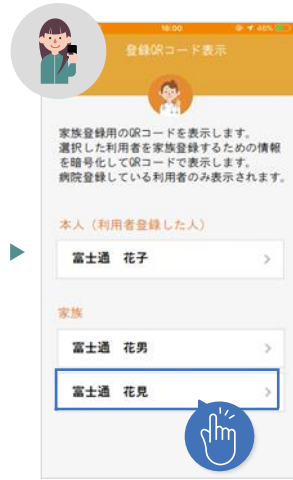 16:00
46%
登録QRコード表示
家族登録用のQRコードを表示します。
選択した利用者を家族登録するための情報
を暗号化してQRコードで表示します。
病院登録している利用者のみ表示されます。
本人（利用者登録した人）
富士通 花子
家族
富士通 花男
富士通 花見